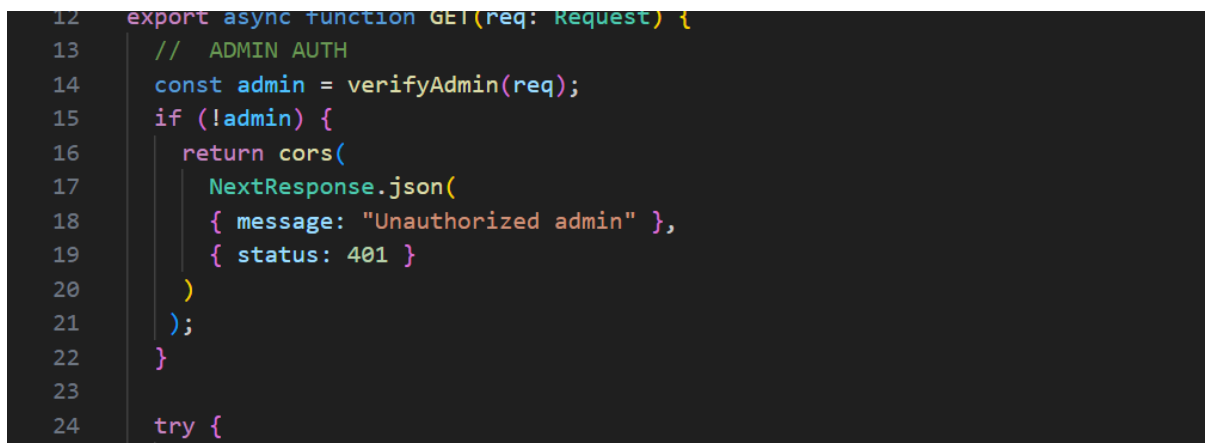 12 export async function GET(req: Request) {
13 // ADMIN AUTH
14 const admin = verifyAdmin(req);
15 if (!admin) {
16 return cors(
17 NextResponse.json(
18 { message: "Unauthorized admin" },
19 { status: 401 }
20 )
21 );
22 }
23
24 try {